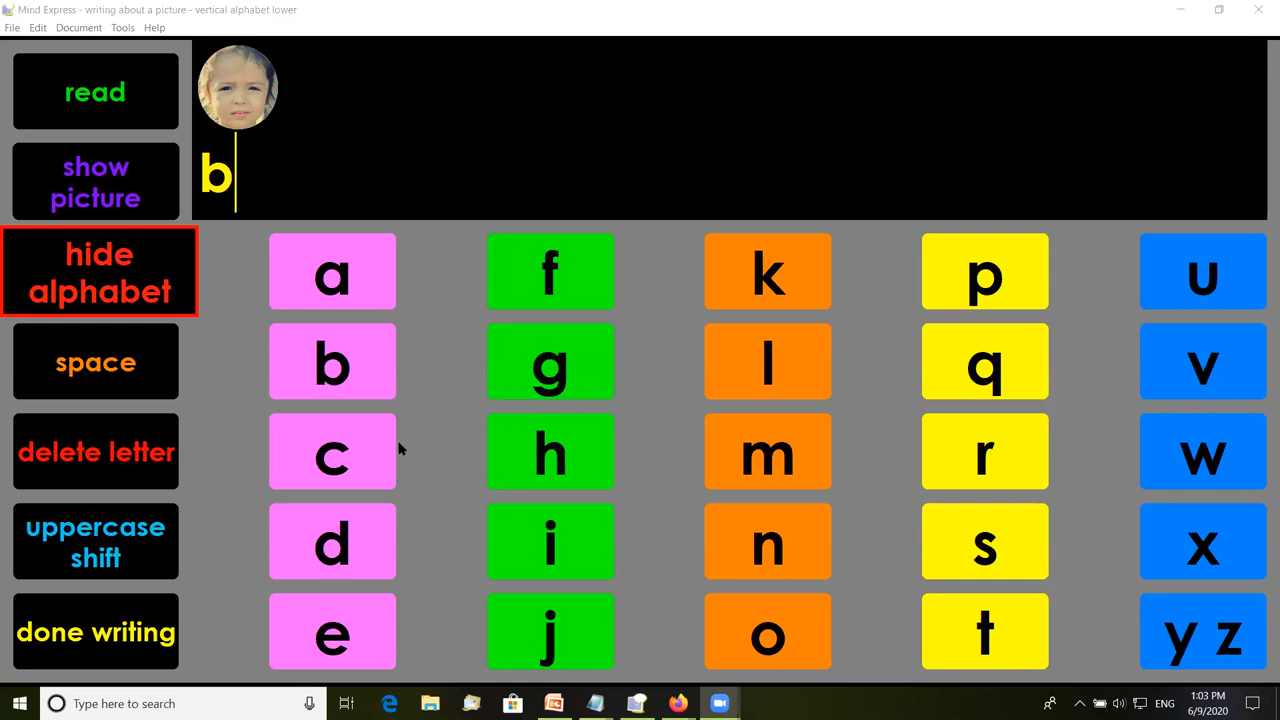 Mind Express - writing about a picture - vertical alphabet lower
File Edit Document Tools Help
read
show
picture
b
hide
alphabet
space
delete letter
uppercase
shift
done writing
a f k p u
b g l q v
c h m r w
d i n s x
e j o t y z
Type here to search
ENG
1:03 PM
6/9/2020